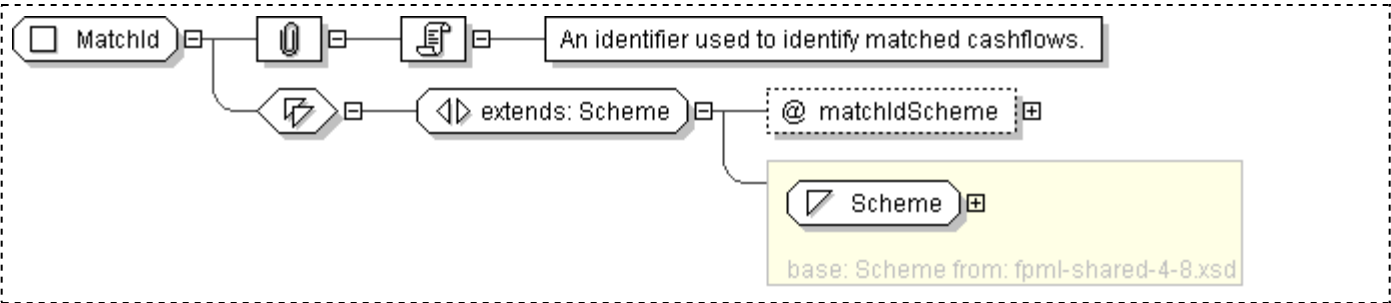 MatchId
An identifier used to identify matched cashflows.
extends: Scheme
@ matchIdScheme
Scheme
base: Scheme from: fpml-shared-4-8.xsd